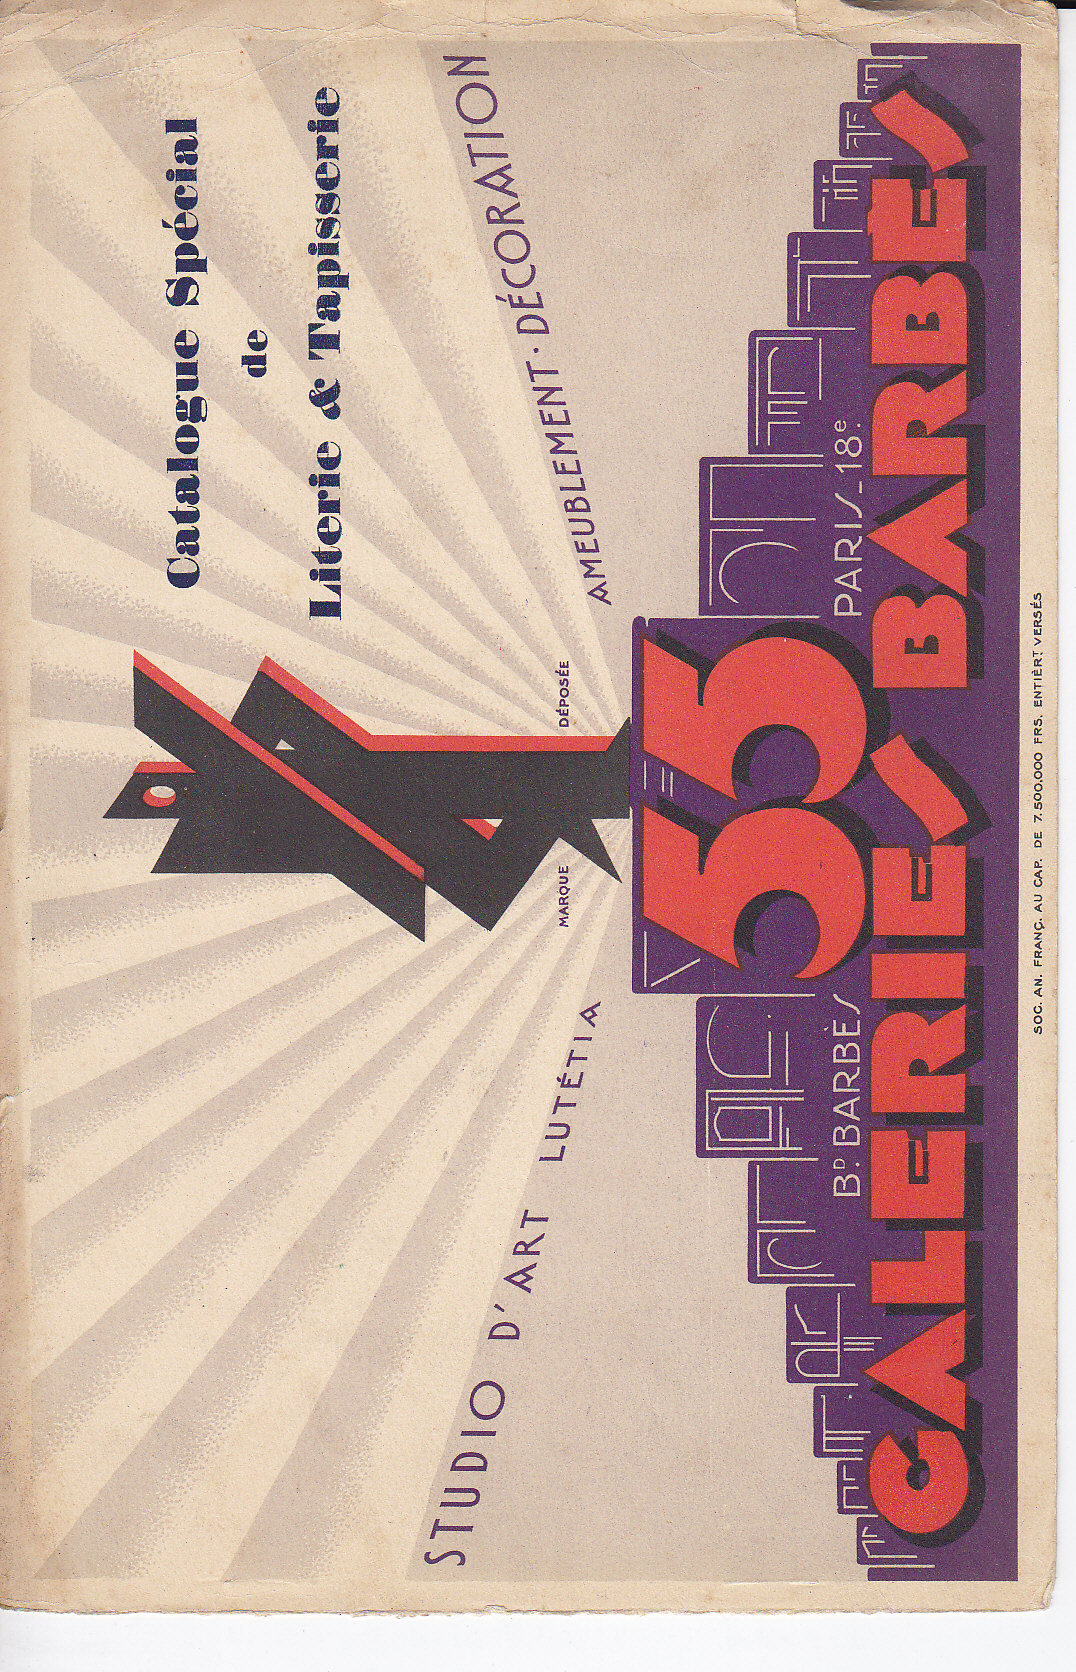 Catalogue Spécial
de
Literie & Tapisserie
STUDIO D'ART LUTÉTIA
AMEUBLEMENT · DÉCORATION
MARQUE DÉPOSÉE
55
BD. BARBÈS
PARIS_18e.
GALERIES BARBÈS
SOC. AN. FRANÇ. AU CAP. DE 7.500.000 FRS. ENTIÈRT VERSÉS